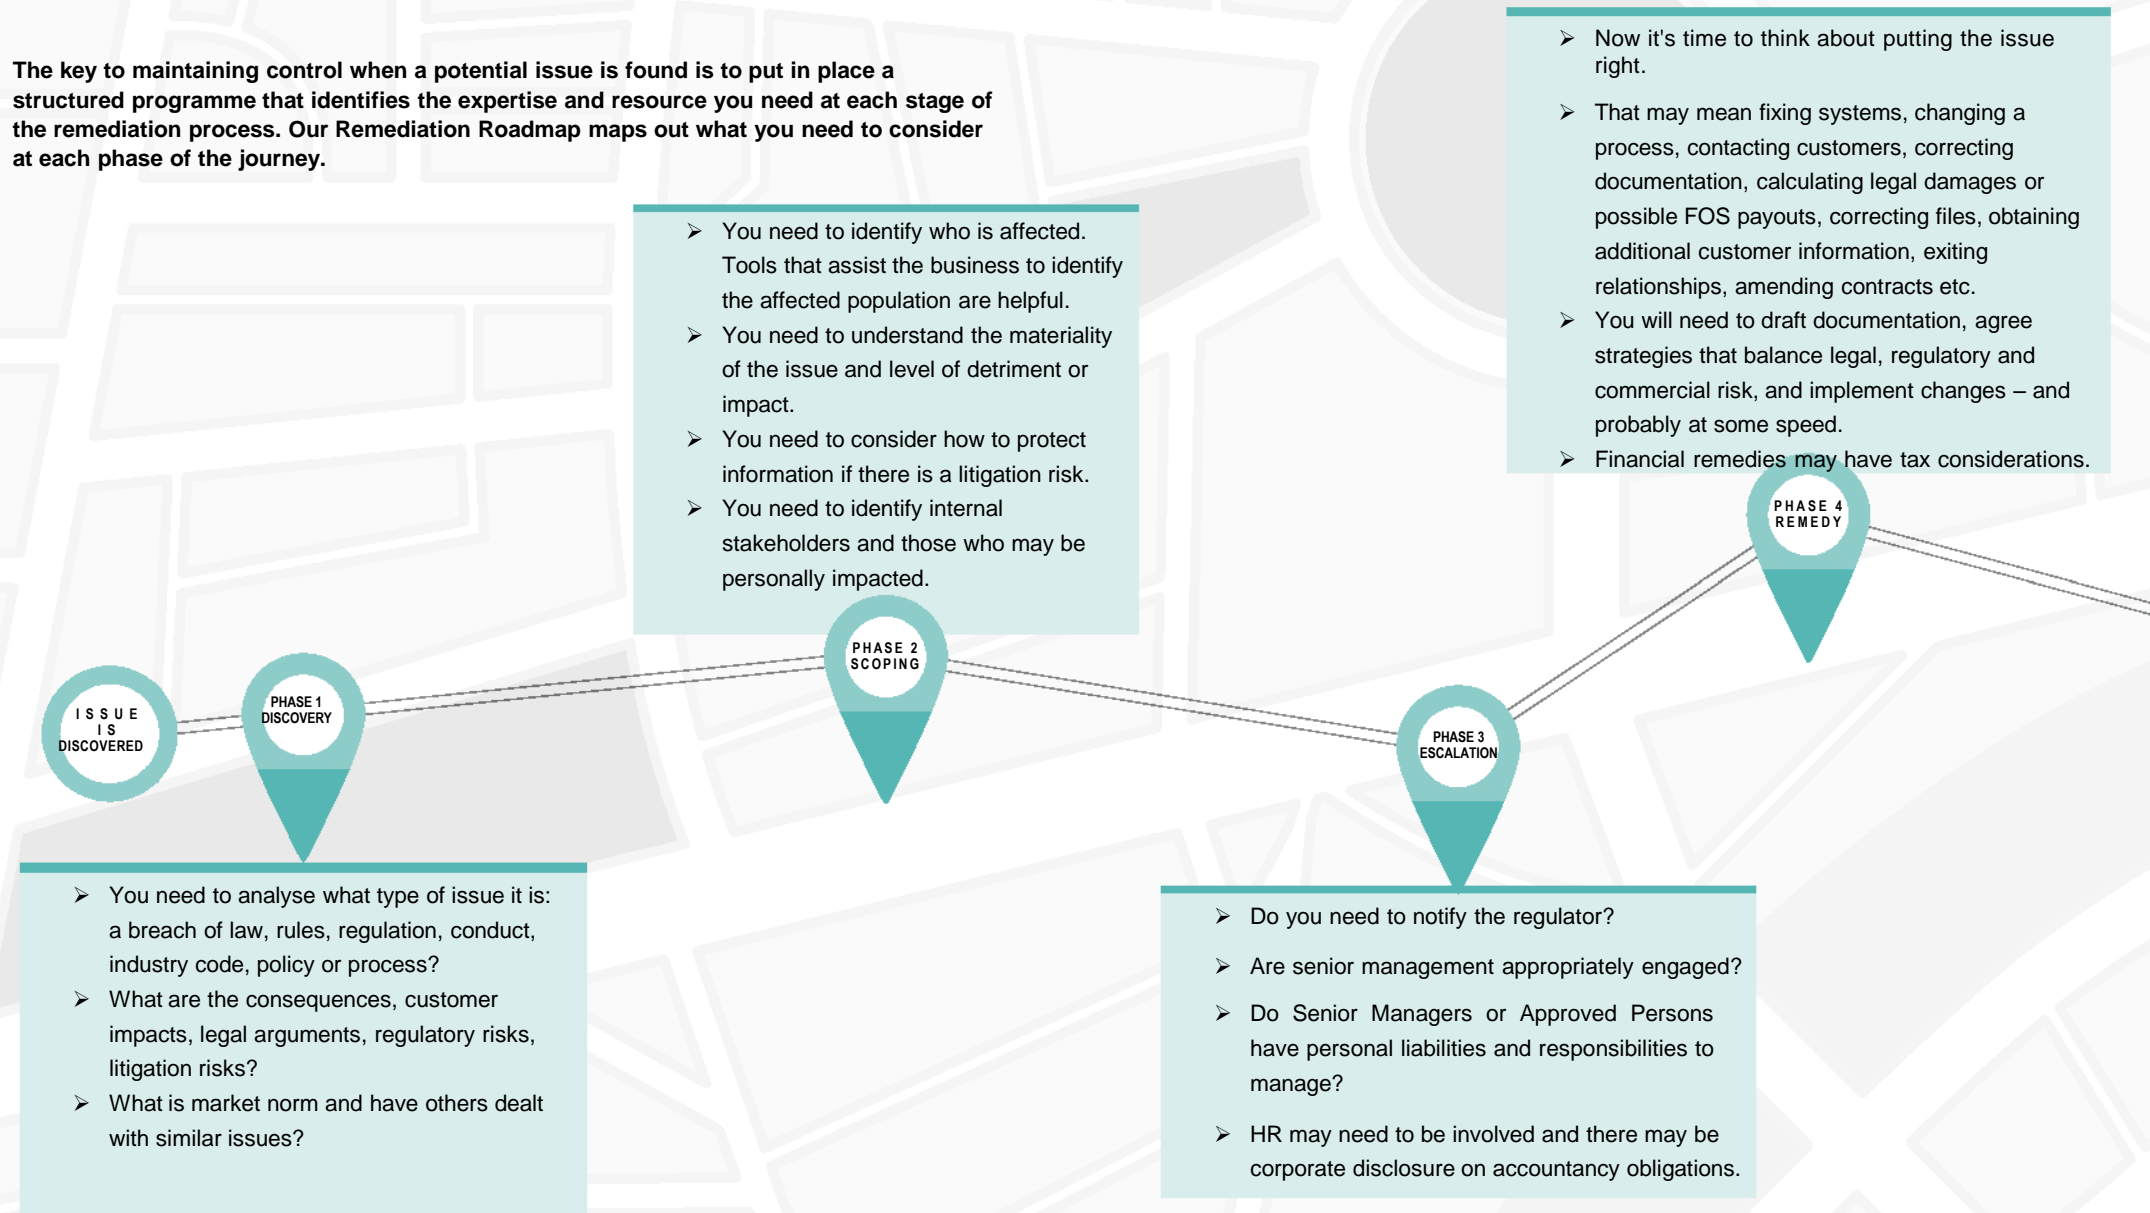 The key to maintaining control when a potential issue is found is to put in place a
structured programme that identifies the expertise and resource you need at each stage of
the remediation process. Our Remediation Roadmap maps out what you need to consider
at each phase of the journey.
ISSUE
IS
DISCOVERED
PHASE 1
DISCOVERY
➢ You need to analyse what type of issue it is:
a breach of law, rules, regulation, conduct,
industry code, policy or process?
➢ What are the consequences, customer
impacts, legal arguments, regulatory risks,
litigation risks?
➢ What is market norm and have others dealt
with similar issues?
➢ You need to identify who is affected.
Tools that assist the business to identify
the affected population are helpful.
➢ You need to understand the materiality
of the issue and level of detriment or
impact.
➢ You need to consider how to protect
information if there is a litigation risk.
➢ You need to identify internal
stakeholders and those who may be
personally impacted.
PHASE 2
SCOPING
PHASE 3
ESCALATION
➢ Do you need to notify the regulator?
➢ Are senior management appropriately engaged?
➢ Do Senior Managers or Approved Persons
have personal liabilities and responsibilities to
manage?
➢ HR may need to be involved and there may be
corporate disclosure on accountancy obligations.
➢ Now it's time to think about putting the issue
right.
➢ That may mean fixing systems, changing a
process, contacting customers, correcting
documentation, calculating legal damages or
possible FOS payouts, correcting files, obtaining
additional customer information, exiting
relationships, amending contracts etc.
➢ You will need to draft documentation, agree
strategies that balance legal, regulatory and
commercial risk, and implement changes – and
probably at some speed.
➢ Financial remedies may have tax considerations.
PHASE 4
REMEDY